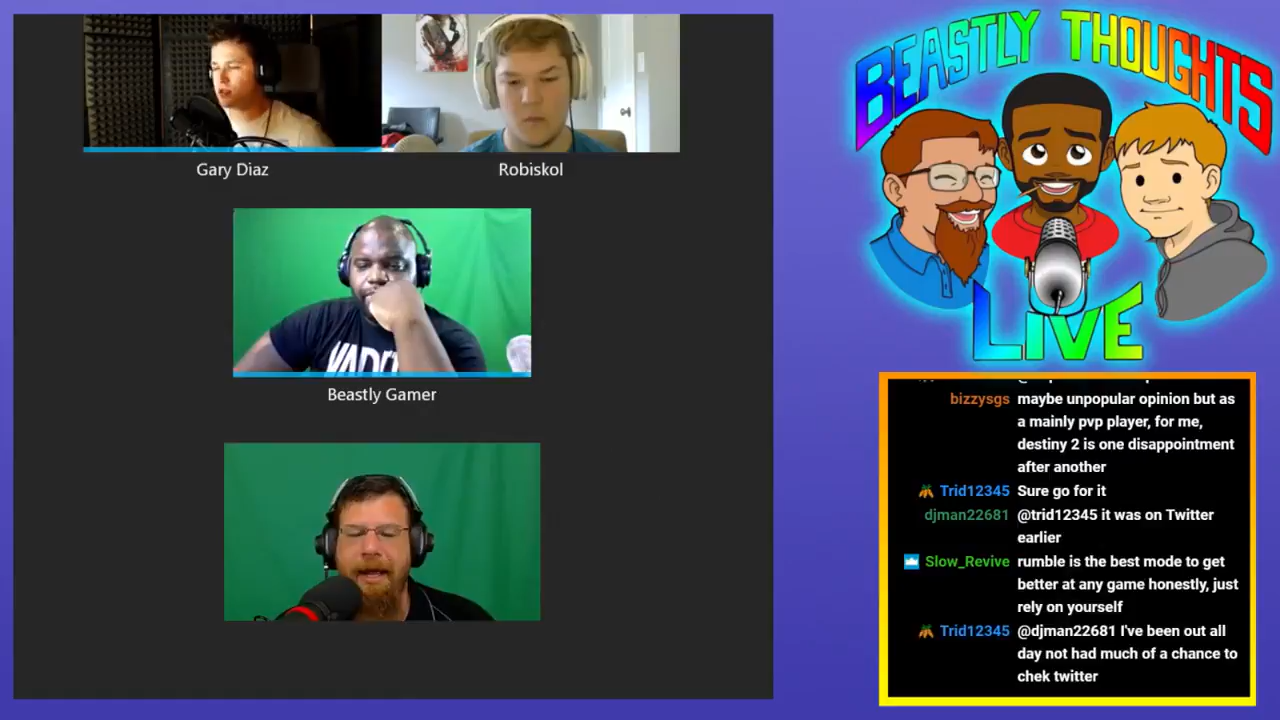 BEASTLY THOUGHTS
LIVE
Gary Diaz
Robiskol
Beastly Gamer
bizzysgs maybe unpopular opinion but as
a mainly pvp player, for me,
destiny 2 is one disappointment
after another
Trid12345 Sure go for it
djman22681 @trid12345 it was on Twitter
earlier
Slow_Revive rumble is the best mode to get
better at any game honestly, just
rely on yourself
Trid12345 @djman22681 I've been out all
day not had much of a chance to
chek twitter